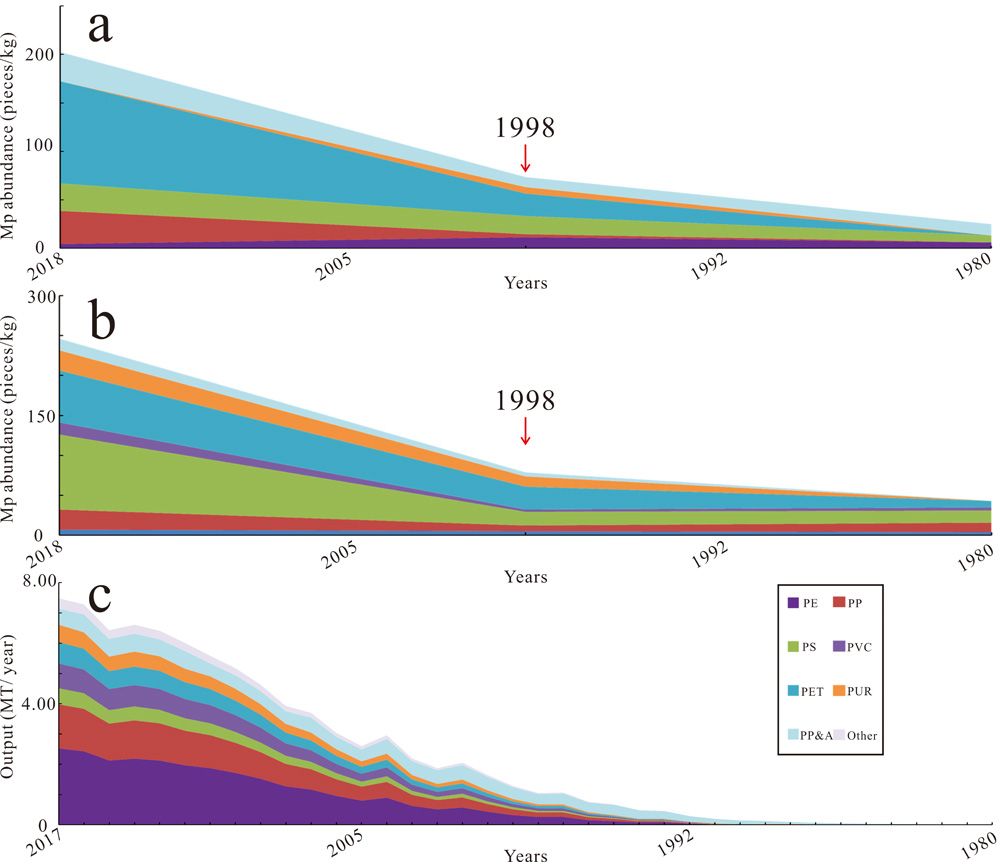 a
Mp abundance (pieces/kg)
200
100
0
1998
2018
2005
1992
1980
Years
b
Mp abundance (pieces/kg)
300
150
0
1998
2018
2005
1992
1980
Years
c
Output (MT/ year)
8.00
4.00
0
PE PP
PS PVC
PET PUR
PP&A Other
2017
2005
1992
1980
Years